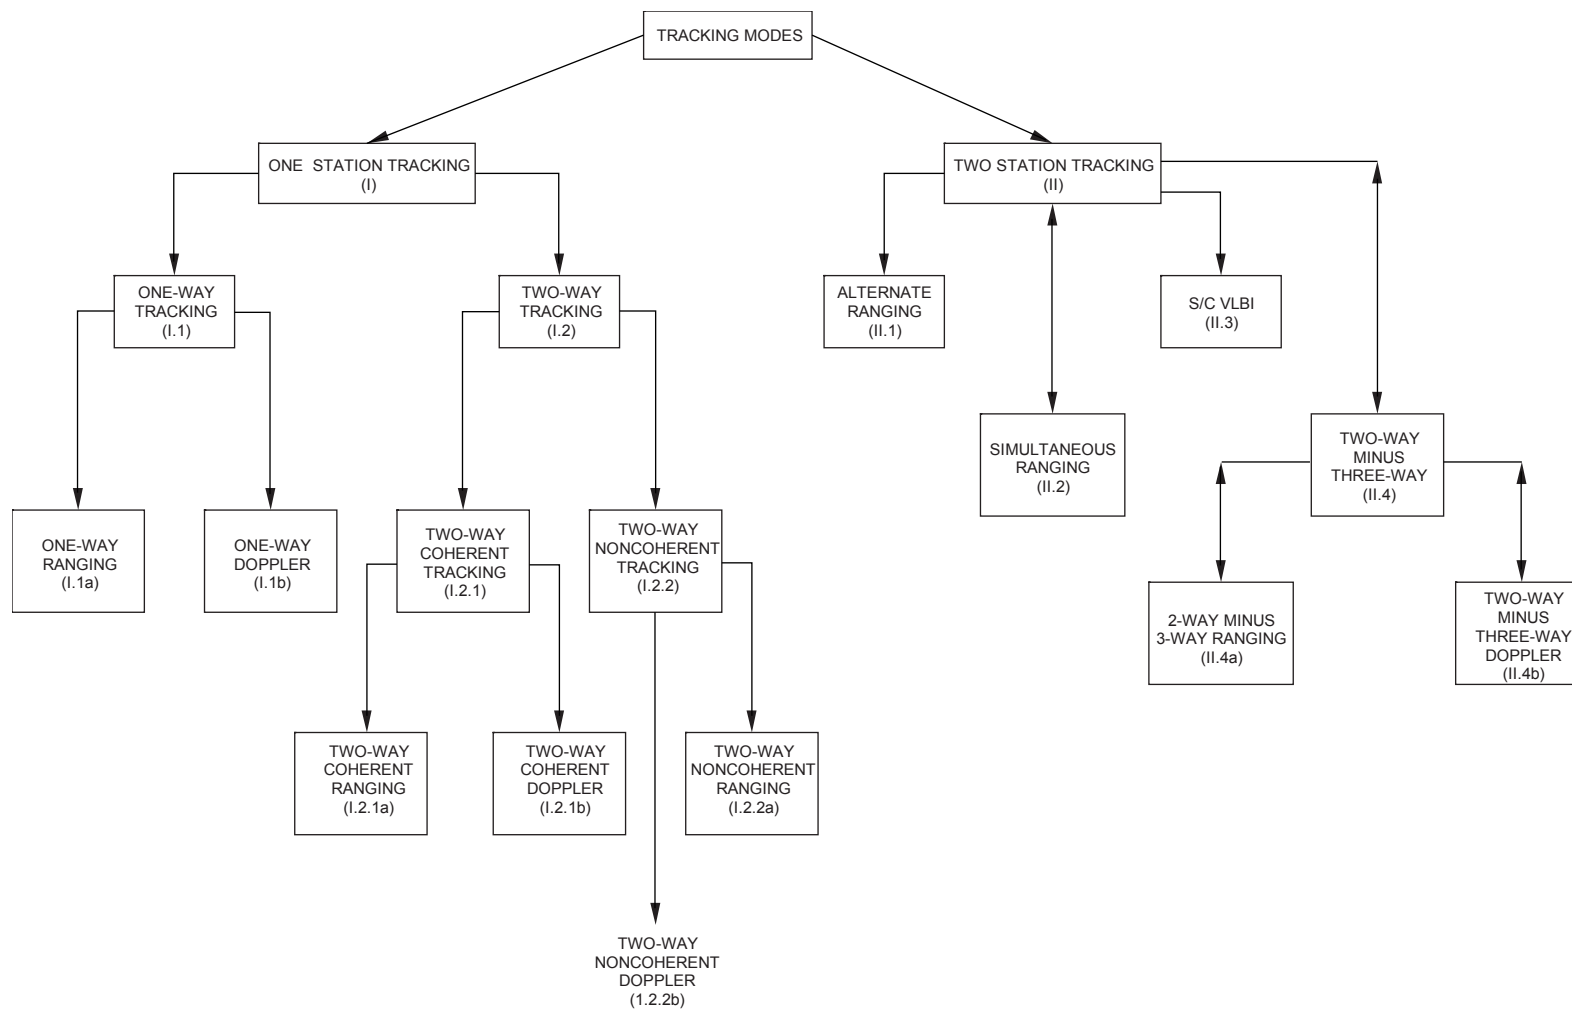 TRACKING MODES
ONE STATION TRACKING
(I)
TWO STATION TRACKING
(II)
ONE-WAY
TRACKING
(I.1)
TWO-WAY
TRACKING
(I.2)
ALTERNATE
RANGING
(II.1)
S/C VLBI
(II.3)
SIMULTANEOUS
RANGING
(II.2)
TWO-WAY
MINUS
THREE-WAY
(II.4)
ONE-WAY
RANGING
(I.1a)
ONE-WAY
DOPPLER
(I.1b)
TWO-WAY
COHERENT
TRACKING
(I.2.1)
TWO-WAY
NONCOHERENT
TRACKING
(I.2.2)
2-WAY MINUS
3-WAY RANGING
(II.4a)
TWO-WAY
MINUS
THREE-WAY
DOPPLER
(II.4b)
TWO-WAY
COHERENT
RANGING
(I.2.1a)
TWO-WAY
COHERENT
DOPPLER
(I.2.1b)
TWO-WAY
NONCOHERENT
RANGING
(I.2.2a)
TWO-WAY
NONCOHERENT
DOPPLER
(1.2.2b)